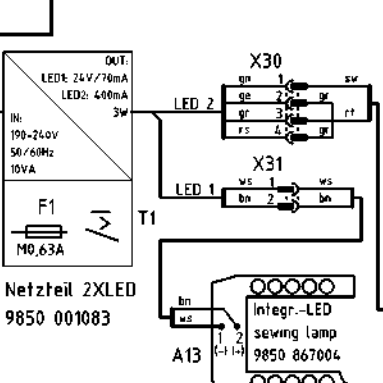 OUT:
LED1: 24V/70mA
LED2: 400mA
3W
IN:
190-240V
50/60Hz
10VA
F1
M0,63A
T1
Netzteil 2XLED
9850 001083
LED 2
LED 1
X30
gn 1 sw
ge 2 gr
gr 3 rt
rs 4 gr
X31
ws 1 ws
bn 2 bn
bn
ws
1 2
(-) (+)
A13
Integr.-LED
sewing lamp
9850 867004